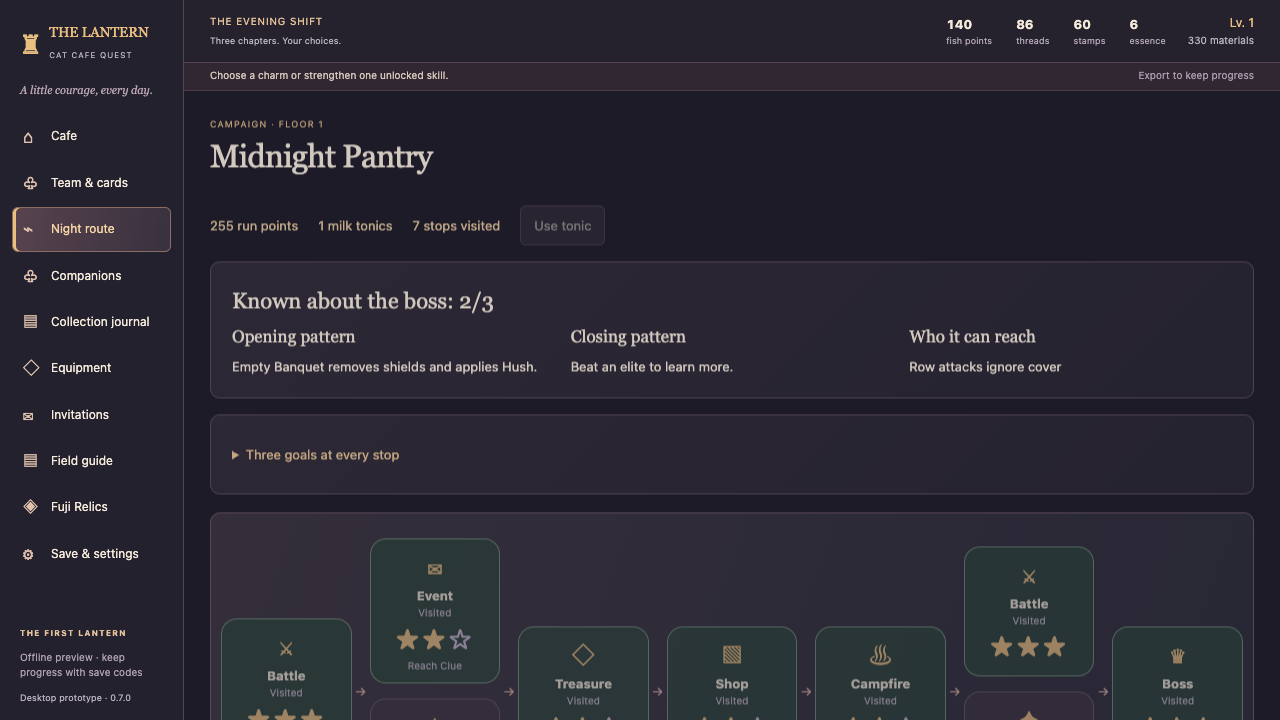 THE LANTERN
CAT CAFE QUEST
A little courage, every day.
Cafe
Team & cards
Night route
Companions
Collection journal
Equipment
Invitations
Field guide
Fuji Relics
Save & settings
THE FIRST LANTERN
Offline preview · keep
progress with save codes
Desktop prototype · 0.7.0
THE EVENING SHIFT
Three chapters. Your choices.
140
fish points
86
threads
60
stamps
6
essence
Lv. 1
330 materials
Choose a charm or strengthen one unlocked skill.
Export to keep progress
CAMPAIGN · FLOOR 1
Midnight Pantry
255 run points
1 milk tonics
7 stops visited
Use tonic
Known about the boss: 2/3
Opening pattern
Empty Banquet removes shields and applies Hush.
Closing pattern
Beat an elite to learn more.
Who it can reach
Row attacks ignore cover
Three goals at every stop
Battle
Visited
Event
Visited
Reach Clue
Treasure
Visited
Shop
Visited
Campfire
Visited
Battle
Visited
Boss
Visited